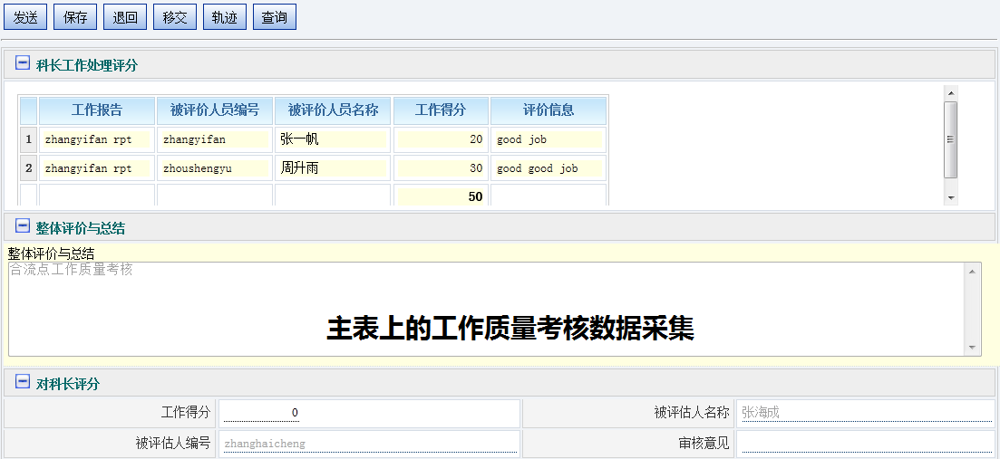 发送 保存 退回 移交 轨迹 查询
科长工作处理评分
工作报告 被评价人员编号 被评价人员名称 工作得分 评价信息
1 zhangyifan rpt zhangyifan 张一帆 20 good job
2 zhangyifan rpt zhoushengyu 周升雨 30 good good job
50
整体评价与总结
整体评价与总结
合流点工作质量考核
主表上的工作质量考核数据采集
对科长评分
工作得分 0 被评估人名称 张海成
被评估人编号 zhanghaicheng 审核意见